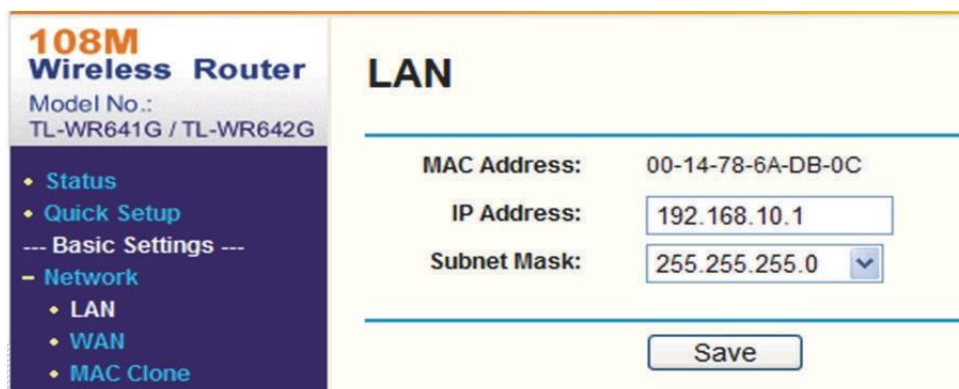 108M
Wireless Router
Model No.:
TL-WR641G / TL-WR642G
• Status
• Quick Setup
--- Basic Settings ---
– Network
• LAN
• WAN
• MAC Clone
LAN
MAC Address: 00-14-78-6A-DB-0C
IP Address: 192.168.10.1
Subnet Mask: 255.255.255.0
Save